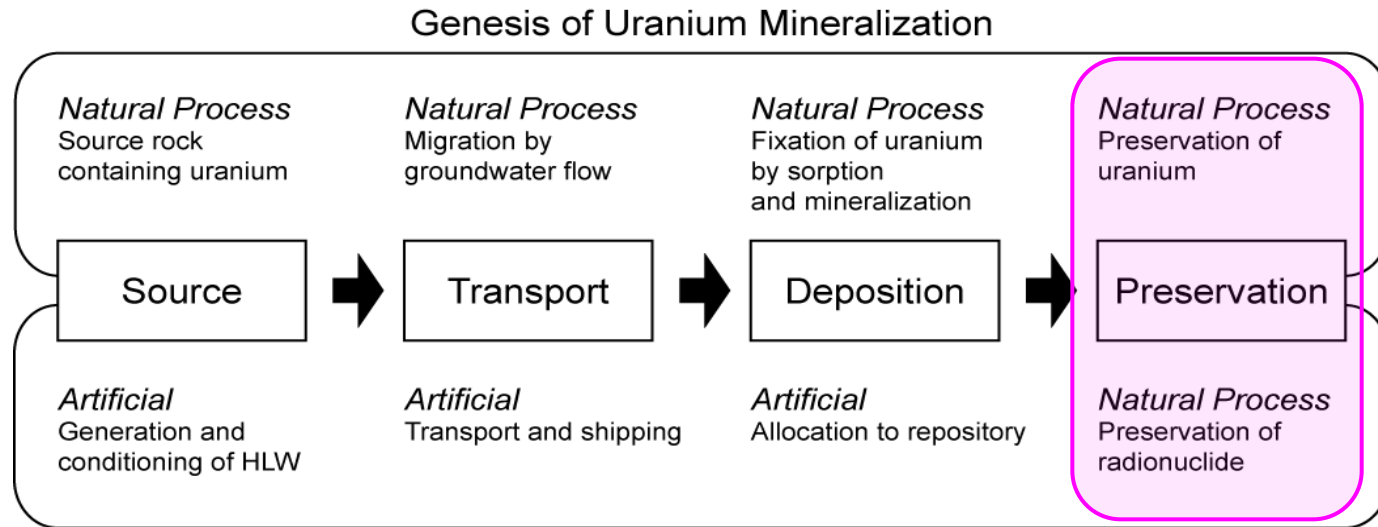 Genesis of Uranium Mineralization
Natural Process
Source rock
containing uranium
Natural Process
Migration by
groundwater flow
Natural Process
Fixation of uranium
by sorption
and mineralization
Natural Process
Preservation of
uranium
Source
Transport
Deposition
Preservation
Artificial
Generation and
conditioning of HLW
Artificial
Transport and shipping
Artificial
Allocation to repository
Natural Process
Preservation of
radionuclide